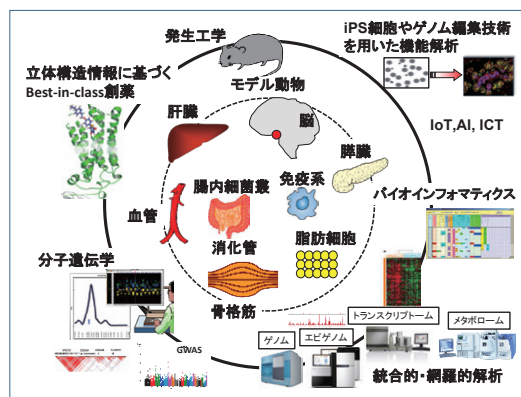 発生工学
iPS細胞やゲノム編集技術
を用いた機能解析
立体構造情報に基づく
Best-in-class創薬
モデル動物
IoT,AI, ICT
肝臓
脳
膵臓
腸内細菌叢
免疫系
血管
バイオインフォマティクス
消化管
脂肪細胞
分子遺伝学
骨格筋
トランスクリプトーム
メタボローム
エピゲノム
ゲノム
GWAS
統合的・網羅的解析